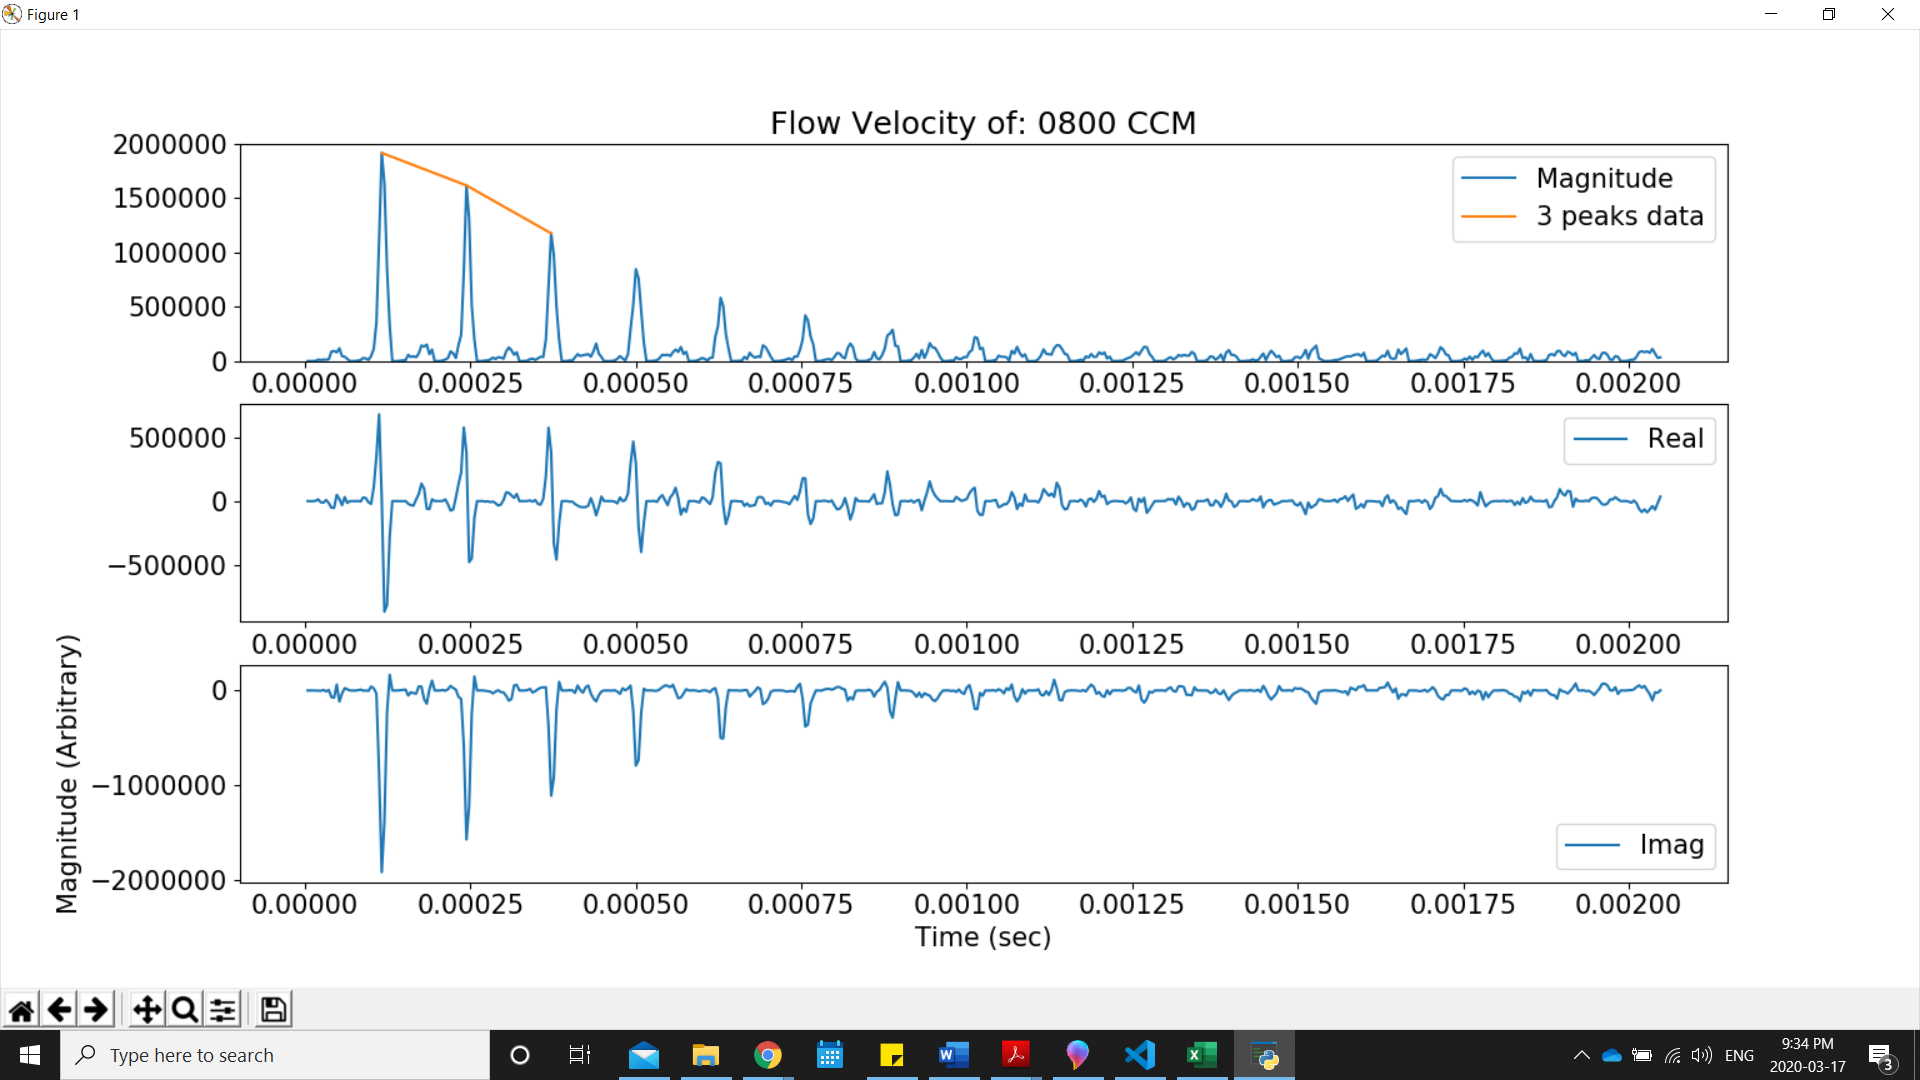 Figure 1
Flow Velocity of: 0800 CCM
2000000
1500000
1000000
500000
0
Magnitude
3 peaks data
0.00000 0.00025 0.00050 0.00075 0.00100 0.00125 0.00150 0.00175 0.00200
500000
0
−500000
Real
0.00000 0.00025 0.00050 0.00075 0.00100 0.00125 0.00150 0.00175 0.00200
Magnitude (Arbitrary)
0
−1000000
−2000000
Imag
0.00000 0.00025 0.00050 0.00075 0.00100 0.00125 0.00150 0.00175 0.00200
Time (sec)
Type here to search
ENG
9:34 PM
2020-03-17
3